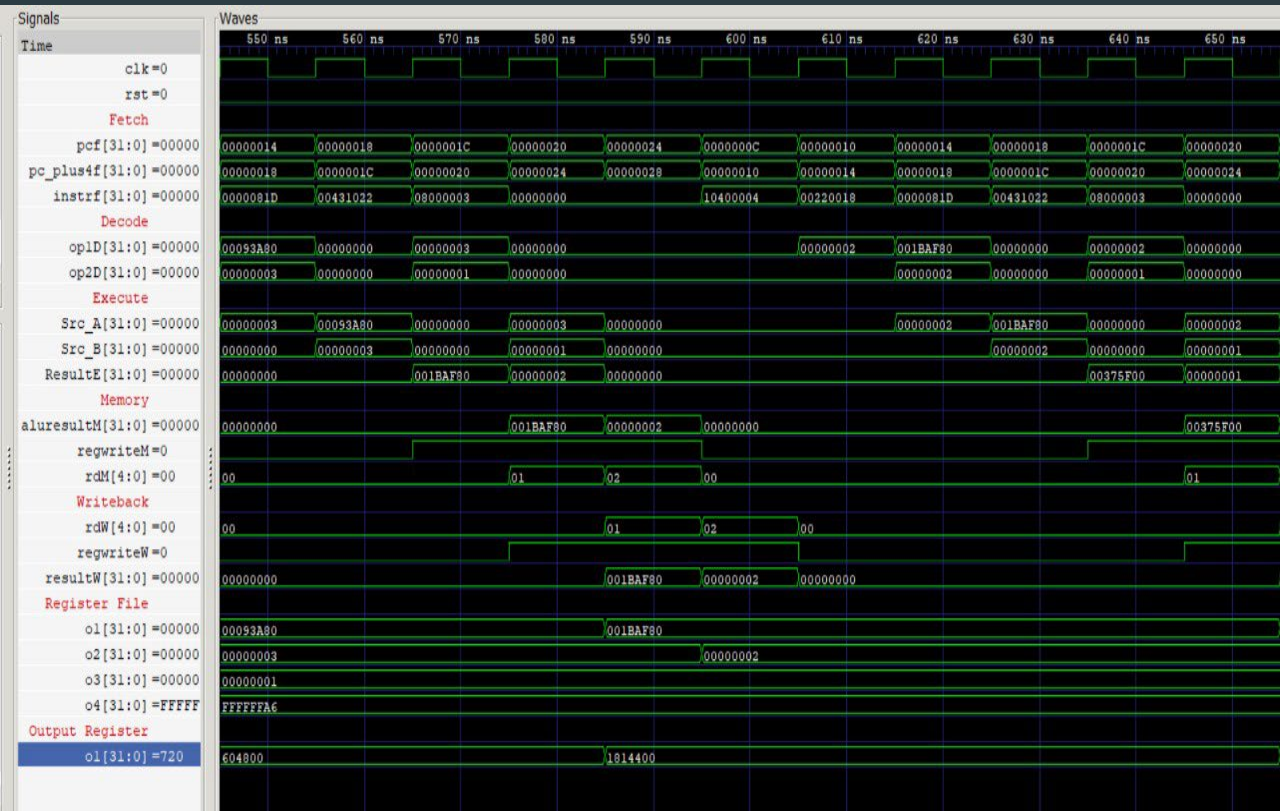 Signals Waves
Time 550 ns 560 ns 570 ns 580 ns 590 ns 600 ns 610 ns 620 ns 630 ns 640 ns 650 ns
clk=0
rst=0
Fetch
pcf[31:0]=00000 00000014 00000018 0000001C 00000020 00000024 0000000C 00000010 00000014 00000018 0000001C 00000020
pc_plus4f[31:0]=00000 00000018 0000001C 00000020 00000024 00000028 00000010 00000014 00000018 0000001C 00000020 00000024
instrf[31:0]=00000 0000081D 00431022 08000003 00000000 10400004 00220018 0000081D 00431022 08000003 00000000
Decode
op1D[31:0]=00000 00093A80 00000000 00000003 00000000 00000002 001BAF80 00000000 00000002 00000000
op2D[31:0]=00000 00000003 00000000 00000001 00000000 00000002 00000000 00000001 00000000
Execute
Src_A[31:0]=00000 00000003 00093A80 00000000 00000003 00000000 00000002 001BAF80 00000000 00000002
Src_B[31:0]=00000 00000000 00000003 00000000 00000001 00000000 00000002 00000000 00000001
ResultE[31:0]=00000 00000000 001BAF80 00000002 00000000 00375F00 00000001
Memory
aluresultM[31:0]=00000 00000000 001BAF80 00000002 00000000 00375F00
regwriteM=0
rdM[4:0]=00 00 01 02 00 01
Writeback
rdW[4:0]=00 00 01 02 00
regwriteW=0
resultW[31:0]=00000 00000000 001BAF80 00000002 00000000
Register File
o1[31:0]=00000 00093A80 001BAF80
o2[31:0]=00000 00000003 00000002
o3[31:0]=00000 00000001
o4[31:0]=FFFFF FFFFFFA6
Output Register
o1[31:0]=720 604800 1814400